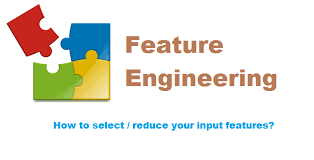 Feature
Engineering
How to select / reduce your input features?